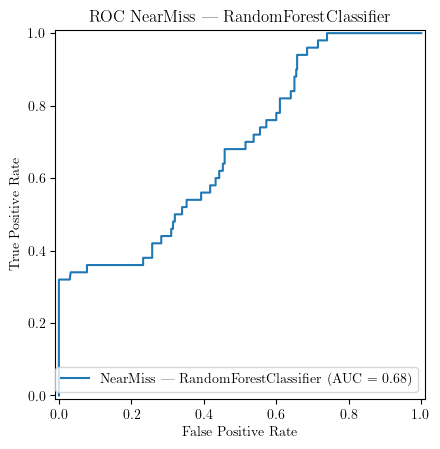 ROC NearMiss — RandomForestClassifier
True Positive Rate
1.0
0.8
0.6
0.4
0.2
0.0
NearMiss — RandomForestClassifier (AUC = 0.68)
0.0 0.2 0.4 0.6 0.8 1.0
False Positive Rate